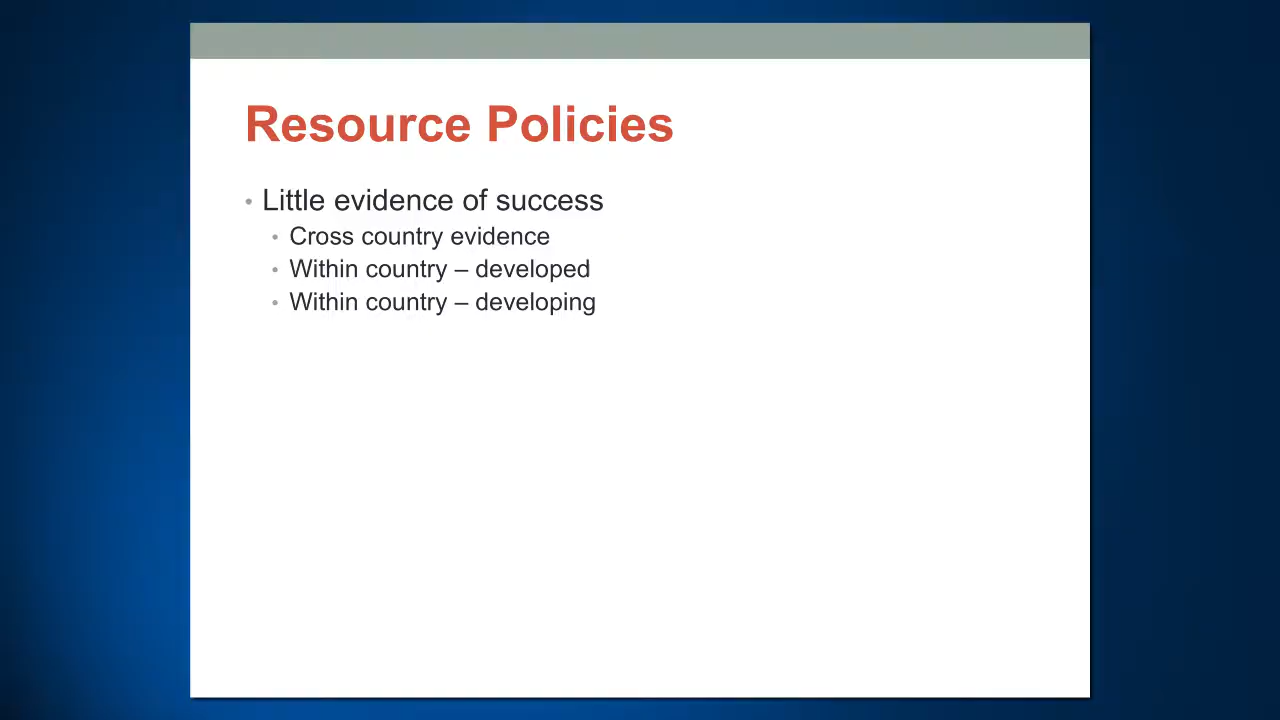 Resource Policies
• Little evidence of success
• Cross country evidence
• Within country – developed
• Within country – developing